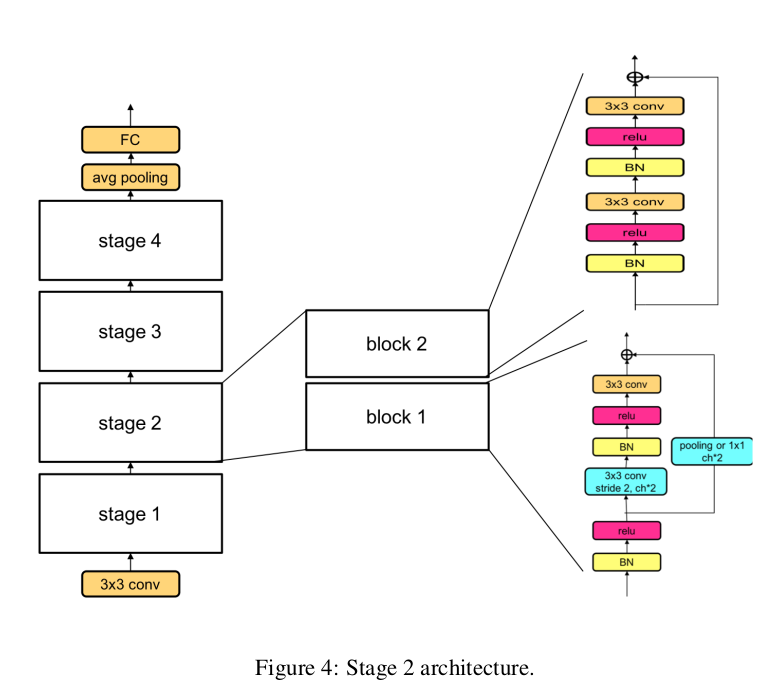 FC
avg pooling
stage 4
stage 3
stage 2
stage 1
3x3 conv
block 2
block 1
3x3 conv
relu
BN
3x3 conv
relu
BN
3x3 conv
relu
BN
3x3 conv
stride 2, ch*2
relu
BN
pooling or 1x1
ch*2
Figure 4: Stage 2 architecture.